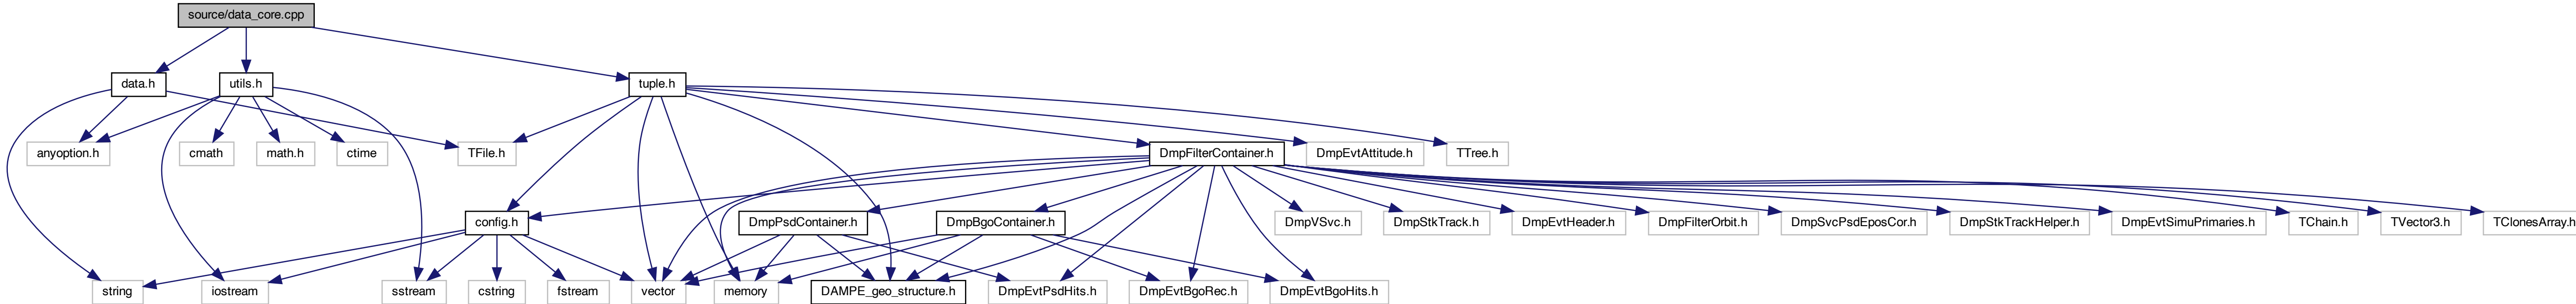 source/data_core.cpp
data.h
utils.h
tuple.h
anyoption.h
cmath
math.h
ctime
TFile.h
DmpFilterContainer.h
DmpEvtAttitude.h
TTree.h
config.h
DmpPsdContainer.h
DmpBgoContainer.h
DmpVSvc.h
DmpStkTrack.h
DmpEvtHeader.h
DmpFilterOrbit.h
DmpSvcPsdEposCor.h
DmpStkTrackHelper.h
DmpEvtSimuPrimaries.h
TChain.h
TVector3.h
TClonesArray.h
string
iostream
sstream
cstring
fstream
vector
memory
DAMPE_geo_structure.h
DmpEvtPsdHits.h
DmpEvtBgoRec.h
DmpEvtBgoHits.h